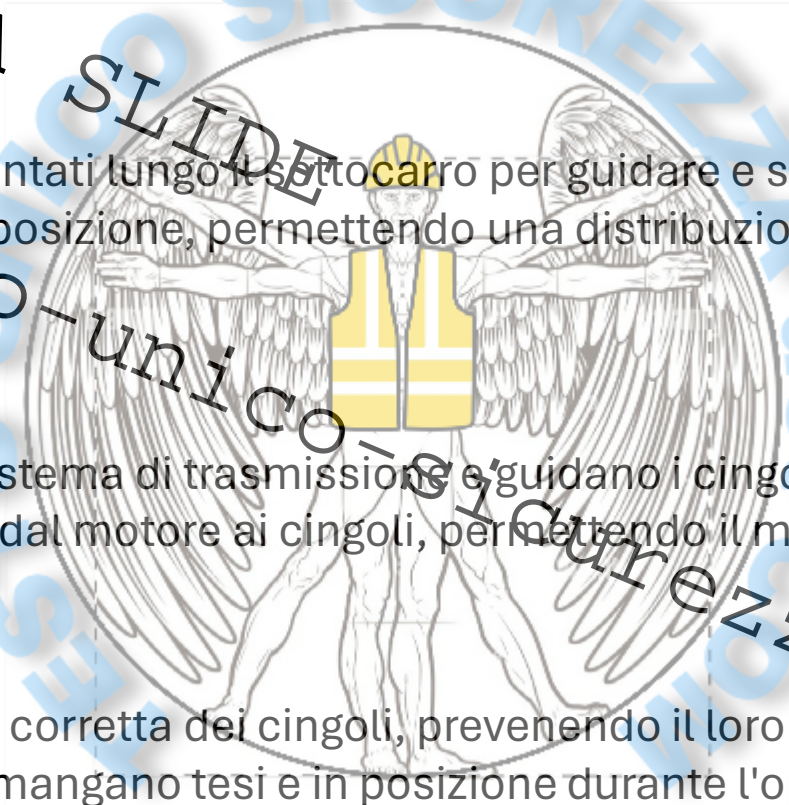 SLIDE
ntati lungo il sottocarro per guidare e s
posizione, permettendo una distribuzio
o-unico-sicurezz
stema di trasmissione e guidano i cingo
dal motore ai cingoli, permettendo il m
corretta dei cingoli, prevenendo il loro
mangano tesi e in posizione durante l'o